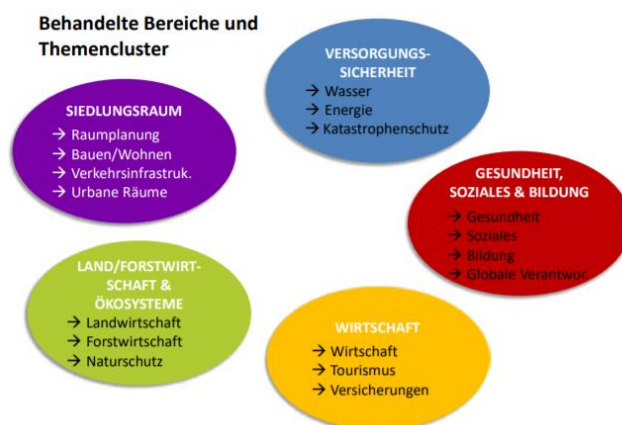 Behandelte Bereiche und
Themencluster
VERSORGUNGS-
SICHERHEIT
→ Wasser
→ Energie
→ Katastrophenschutz
SIEDLUNGSRAUM
→ Raumplanung
→ Bauen/Wohnen
→ Verkehrsinfrastruk.
→ Urbane Räume
GESUNDHEIT,
SOZIALES & BILDUNG
→ Gesundheit
→ Soziales
→ Bildung
→ Globale Verantwor.
LAND/FORSTWIRT-
SCHAFT &
ÖKOSYSTEME
→ Landwirtschaft
→ Forstwirtschaft
→ Naturschutz
WIRTSCHAFT
→ Wirtschaft
→ Tourismus
→ Versicherungen